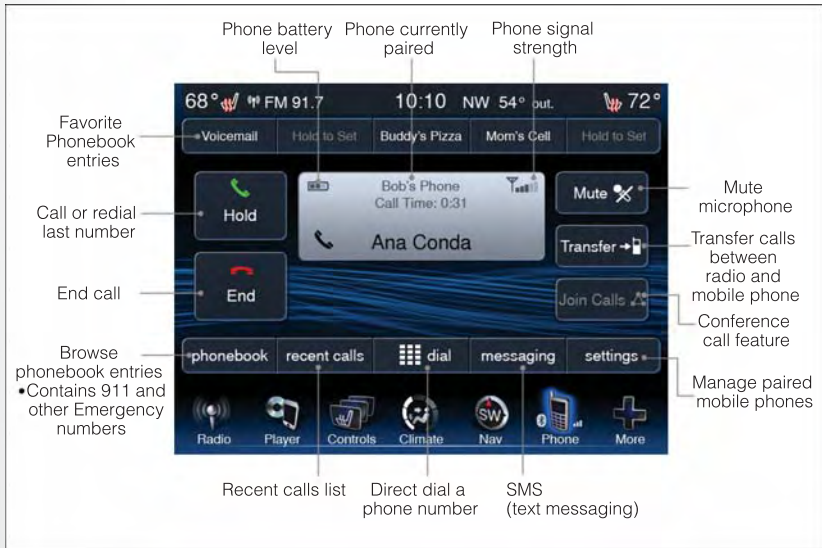 Phone battery
level
Phone currently
paired
Phone signal
strength
68° FM 91.7 10:10 NW 54° out. 72°
Favorite
Phonebook
entries
Voicemail
Hold to Set
Buddy's Pizza
Mom's Cell
Hold to Set
Call or redial
last number
Hold
Bob's Phone
Call Time: 0:31
Ana Conda
Mute
Mute
microphone
Transfer
Transfer calls
between
radio and
mobile phone
End call
End
Join Calls
Conference
call feature
Browse
phonebook entries
•Contains 911 and
other Emergency
numbers
phonebook
recent calls
dial
messaging
settings
Manage paired
mobile phones
Radio
Player
Controls
Climate
SW
Nav
Phone
More
Recent calls list
Direct dial a
phone number
SMS
(text messaging)